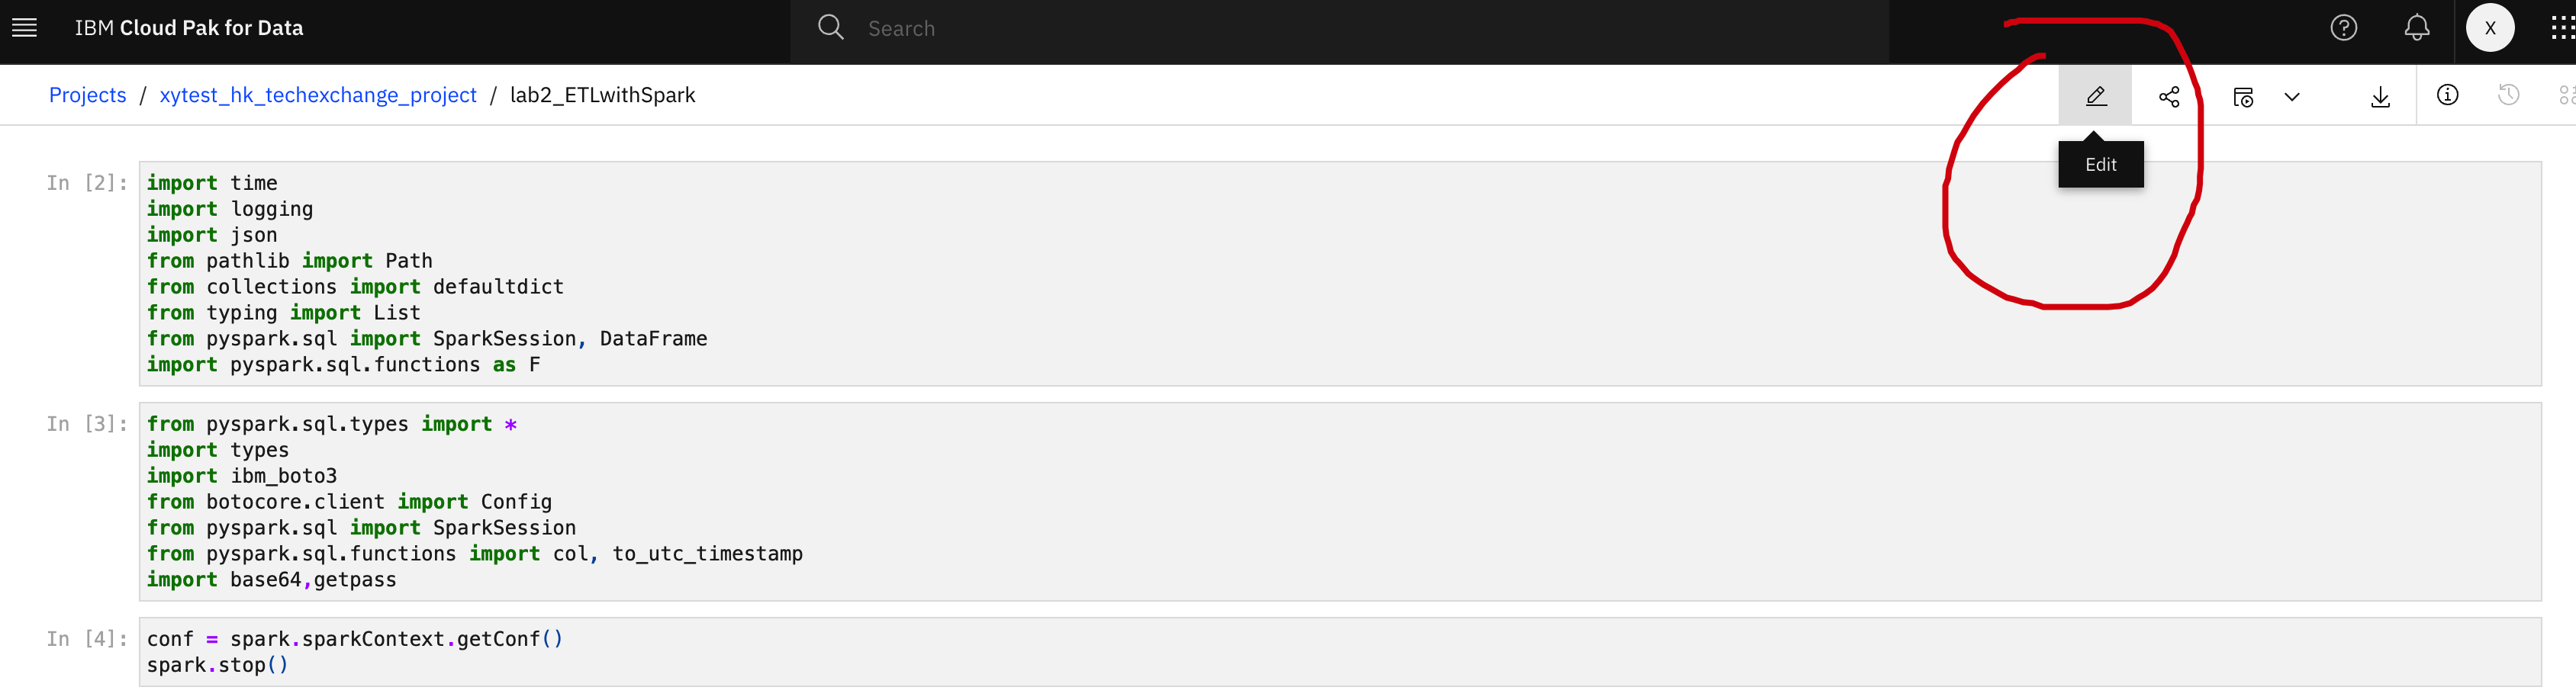 IBM Cloud Pak for Data
Search
X
Projects / xytest_hk_techexchange_project / lab2_ETLwithSpark
Edit
In [2]:
import time
import logging
import json
from pathlib import Path
from collections import defaultdict
from typing import List
from pyspark.sql import SparkSession, DataFrame
import pyspark.sql.functions as F
In [3]:
from pyspark.sql.types import *
import types
import ibm_boto3
from botocore.client import Config
from pyspark.sql import SparkSession
from pyspark.sql.functions import col, to_utc_timestamp
import base64,getpass
In [4]:
conf = spark.sparkContext.getConf()
spark.stop()